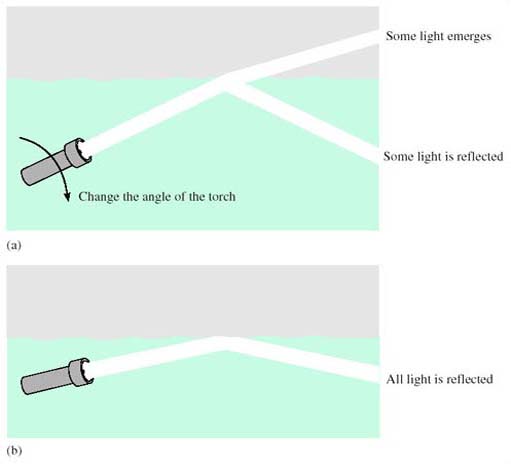 Some light emerges
Some light is reflected
Change the angle of the torch
(a)
All light is reflected
(b)